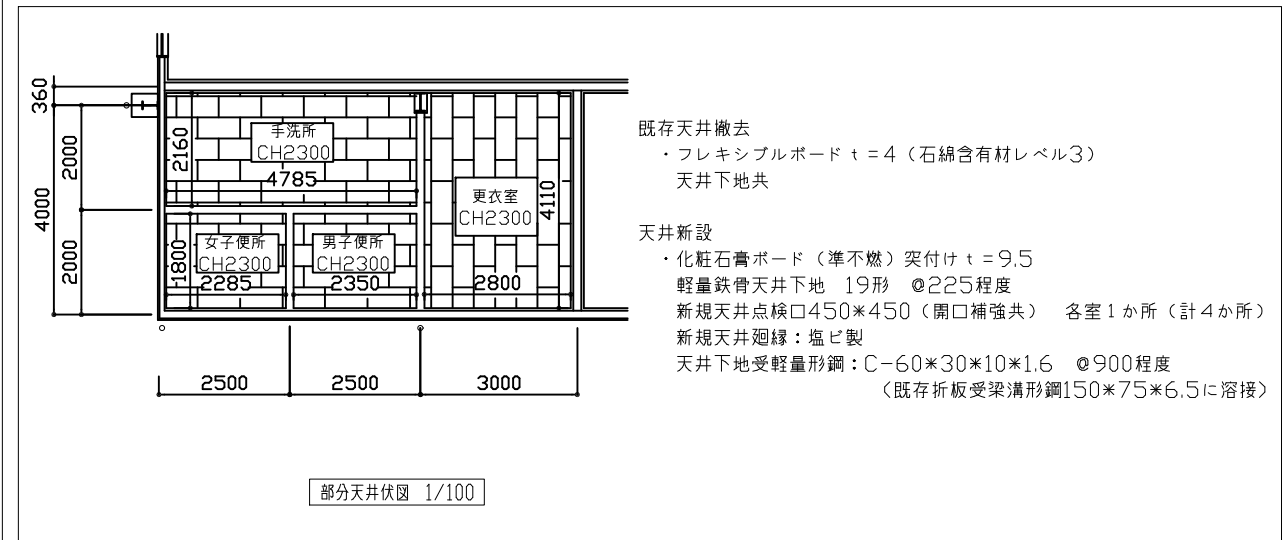 360
2000
4000
2000
2160
手洗所
CH2300
4785
更衣室
CH2300
4110
1800
女子便所
CH2300
2285
男子便所
CH2300
2350
2800
2500
2500
3000
部分天井伏図 1/100
既存天井撤去
・フレキシブルボード t=4(石綿含有材レベル3)
天井下地共
天井新設
・化粧石膏ボード(準不燃)突付け t=9.5
軽量鉄骨天井下地 19形 @225程度
新規天井点検口450*450(開口補強共) 各室1か所(計4か所)
新規天井廻縁:塩ビ製
天井下地受軽量形鋼:C-60*30*10*1.6 @900程度
(既存折板受梁溝形鋼150*75*6.5に溶接)